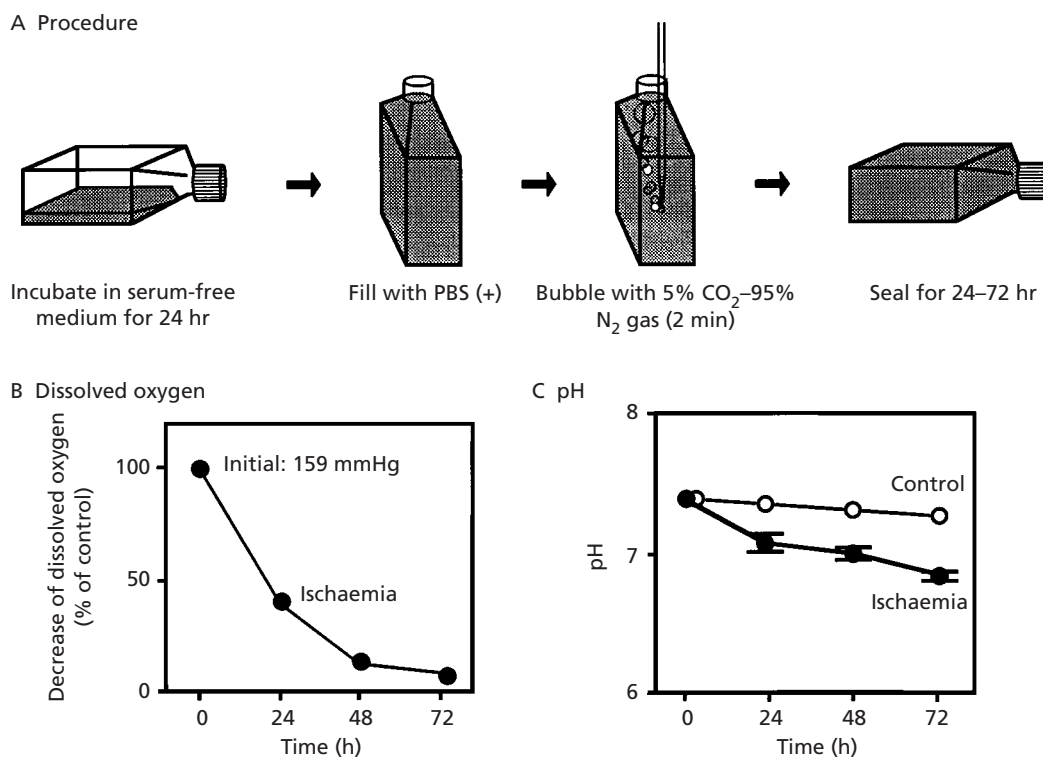 A Procedure
Incubate in serum-free
medium for 24 hr
Fill with PBS (+)
Bubble with 5% CO₂–95%
N₂ gas (2 min)
Seal for 24–72 hr
B Dissolved oxygen
Decrease of dissolved oxygen
(% of control)
100
50
0
Initial: 159 mmHg
Ischaemia
0 24 48 72
Time (h)
C pH
pH
8
7
6
Control
Ischaemia
0 24 48 72
Time (h)